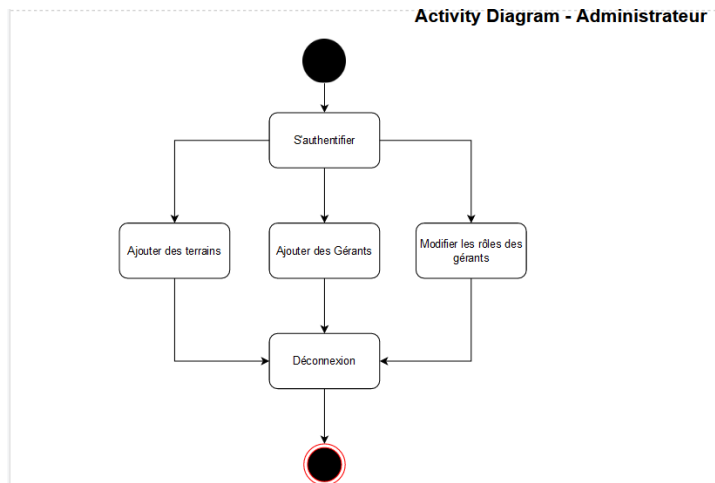 Activity Diagram - Administrateur
S'authentifier
Ajouter des terrains
Ajouter des Gérants
Modifier les rôles des
gérants
Déconnexion